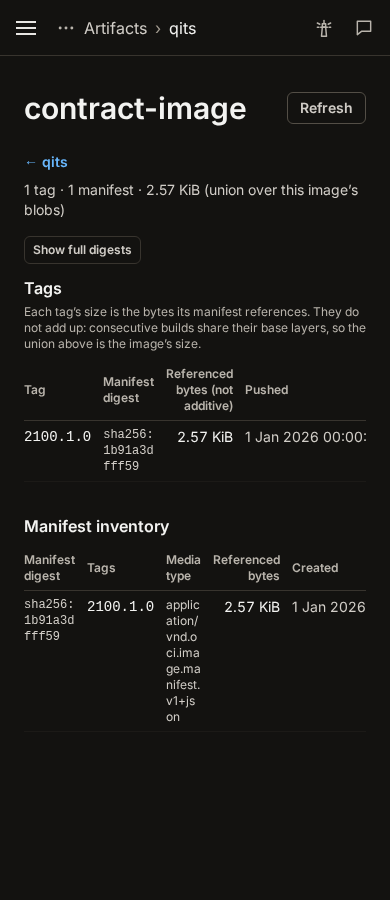 ··· Artifacts › qits
contract-image
Refresh
← qits
1 tag · 1 manifest · 2.57 KiB (union over this image's
blobs)
Show full digests
Tags
Each tag's size is the bytes its manifest references. They do
not add up: consecutive builds share their base layers, so the
union above is the image's size.
Tag
Manifest
digest
Referenced
bytes (not
additive)
Pushed
2100.1.0
sha256:
1b91a3d
fff59
2.57 KiB
1 Jan 2026 00:00:
Manifest inventory
Manifest
digest
Tags
Media
type
Referenced
bytes
Created
sha256:
1b91a3d
fff59
2100.1.0
applic
ation/
vnd.o
ci.ima
ge.ma
nifest.
v1+js
on
2.57 KiB
1 Jan 2026